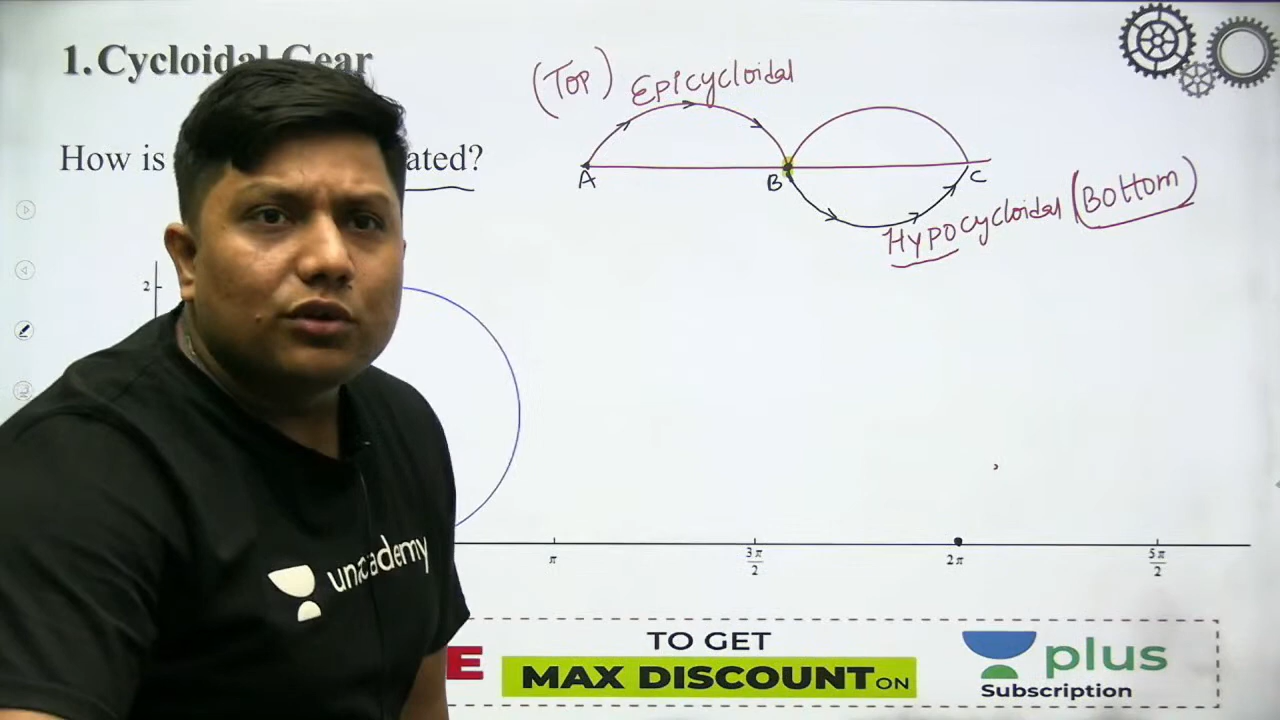 1. Cycloidal Gear
(TOP) Epicycloidal
How is ated?
A
B
C
Hypocycloidal (Bottom)
2
π
3π
2
2π
5π
2
unacademy
E
TO GET
MAX DISCOUNT ON
plus
Subscription